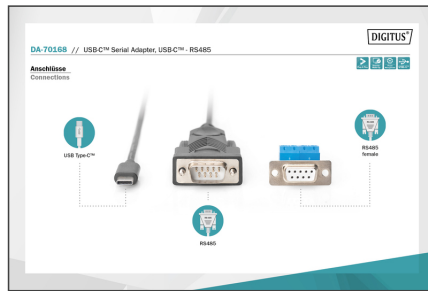 DIGITUS®
DA-70168 // USB-C™ Serial Adapter, USB-C™ - RS485
Anschlüsse
Connections
USB Type-C™
RS485
female
RS485